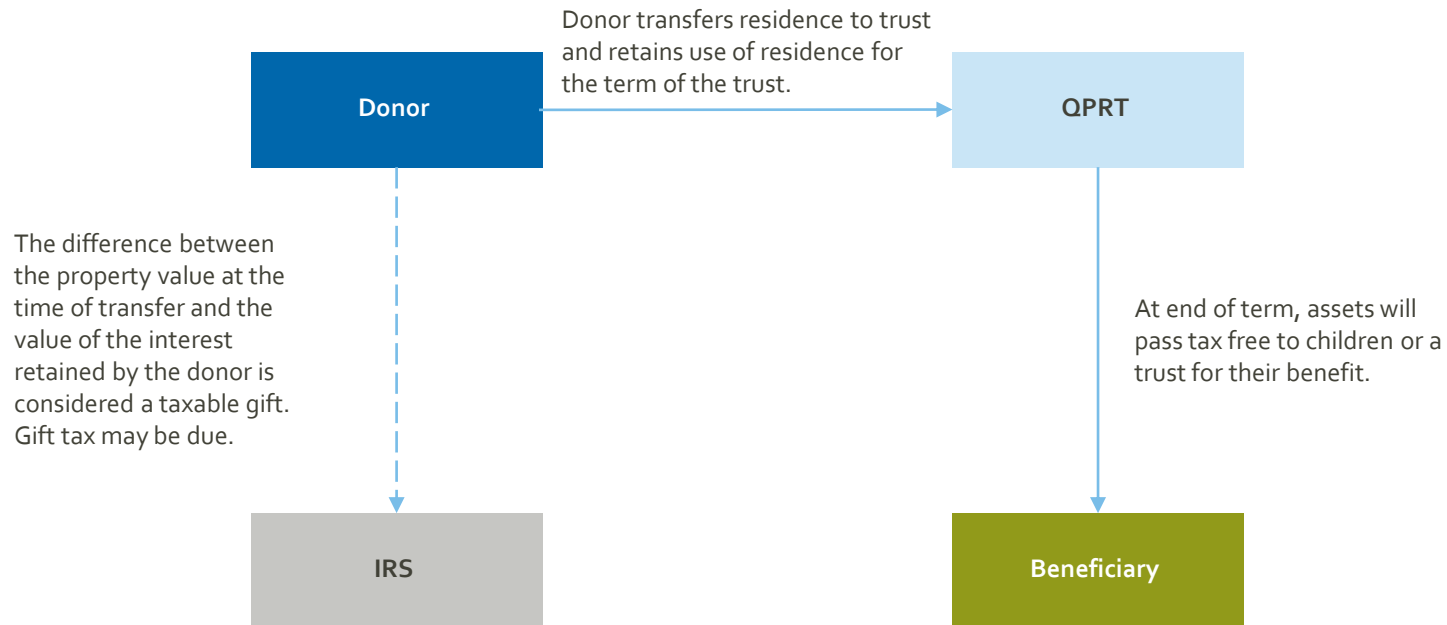 Donor transfers residence to trust
and retains use of residence for
the term of the trust.
Donor
QPRT
The difference between
the property value at the
time of transfer and the
value of the interest
retained by the donor is
considered a taxable gift.
Gift tax may be due.
At end of term, assets will
pass tax free to children or a
trust for their benefit.
IRS
Beneficiary